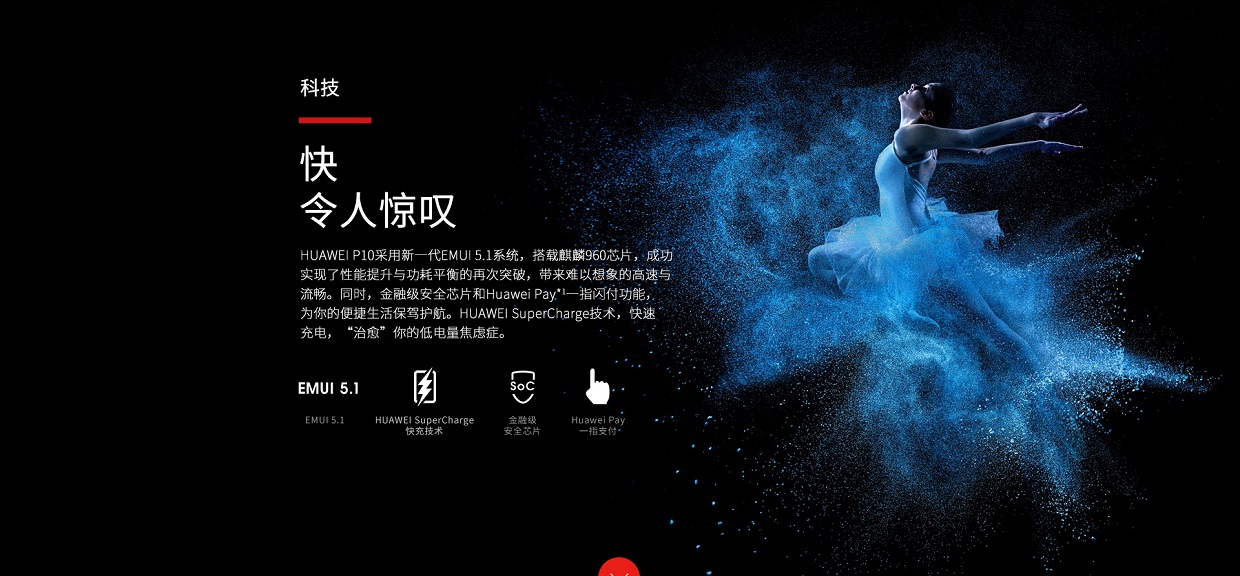 科技
快
令人惊叹
HUAWEI P10采用新一代EMUI 5.1系统，搭载麒麟960芯片，成功
实现了性能提升与功耗平衡的再次突破，带来难以想象的高速与
流畅。同时，金融级安全芯片和Huawei Pay*¹一指闪付功能，
为你的便捷生活保驾护航。HUAWEI SuperCharge技术，快速
充电，“治愈”你的低电量焦虑症。
EMUI 5.1
SoC
EMUI 5.1
HUAWEI SuperCharge
快充技术
金融级
安全芯片
Huawei Pay
一指支付